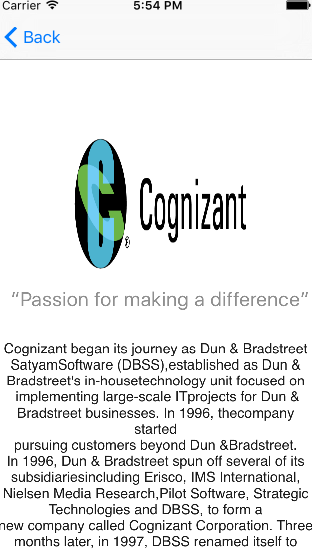 Carrier 5:54 PM
Back
C Cognizant
®
“Passion for making a difference”
Cognizant began its journey as Dun & Bradstreet
SatyamSoftware (DBSS),established as Dun &
Bradstreet's in-housetechnology unit focused on
implementing large-scale ITprojects for Dun &
Bradstreet businesses. In 1996, thecompany
started
pursuing customers beyond Dun &Bradstreet.
In 1996, Dun & Bradstreet spun off several of its
subsidiariesincluding Erisco, IMS International,
Nielsen Media Research,Pilot Software, Strategic
Technologies and DBSS, to form a
new company called Cognizant Corporation. Three
months later, in 1997, DBSS renamed itself to